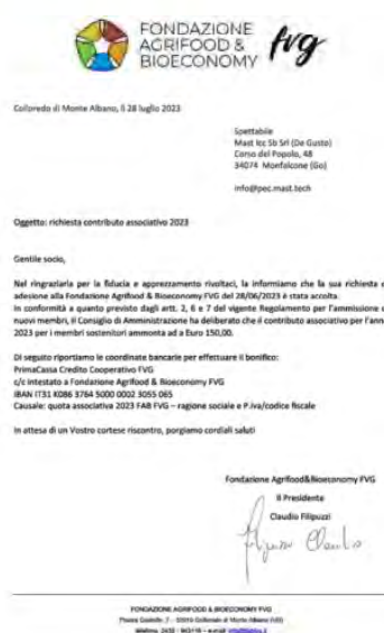 FONDAZIONE
AGRIFOOD &
BIOECONOMY
fvg
Colloredo di Monte Albano, li 28 luglio 2023
Spettabile
Mast Icc Sb Srl (De Gusto)
Corso del Popolo, 48
34074 Monfalcone (Go)
info@pec.mast.tech
Oggetto: richiesta contributo associativo 2023
Gentile socio,
Nel ringraziarla per la fiducia e apprezzamento rivoltaci, la informiamo che la sua richiesta
adesione alla Fondazione Agrifood & Bioeconomy FVG del 28/06/2023 è stata accolta.
In conformità a quanto previsto dagli artt. 2, 6 e 7 del vigente Regolamento per l'ammissione
nuovi membri, il Consiglio di Amministrazione ha deliberato che il contributo associativo per l'ann
2023 per i membri sostenitori ammonta ad a Euro 150,00.
Di seguito riportiamo le coordinate bancarie per effettuare il bonifico:
PrimaCassa Credito Cooperativo FVG
c/c intestato a Fondazione Agrifood & Bioeconomy FVG
IBAN IT31 K086 3764 5000 0002 3055 065
Causale: quota associativa 2023 FAB FVG – ragione sociale e P.iva/codice fiscale
In attesa di un Vostro cortese riscontro, porgiamo cordiali saluti
Fondazione Agrifood&Bioeconomy FVG
Il Presidente
Claudio Filipuzzi
FONDAZIONE AGRIFOOD & BIOECONOMY FVG